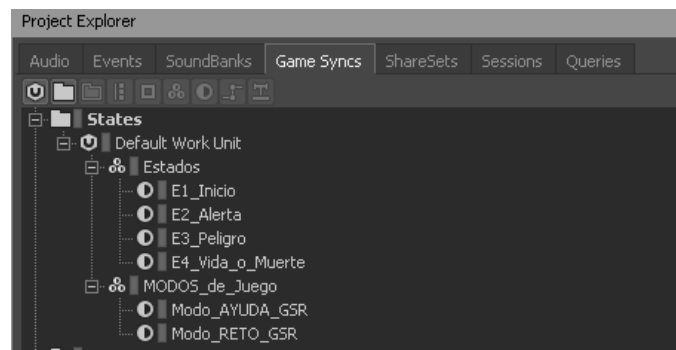 Project Explorer
Audio Events SoundBanks Game Syncs ShareSets Sessions Queries
States
Default Work Unit
Estados
E1_Inicio
E2_Alerta
E3_Peligro
E4_Vida_o_Muerte
MODOS_de_Juego
Modo_AYUDA_GSR
Modo_RETO_GSR